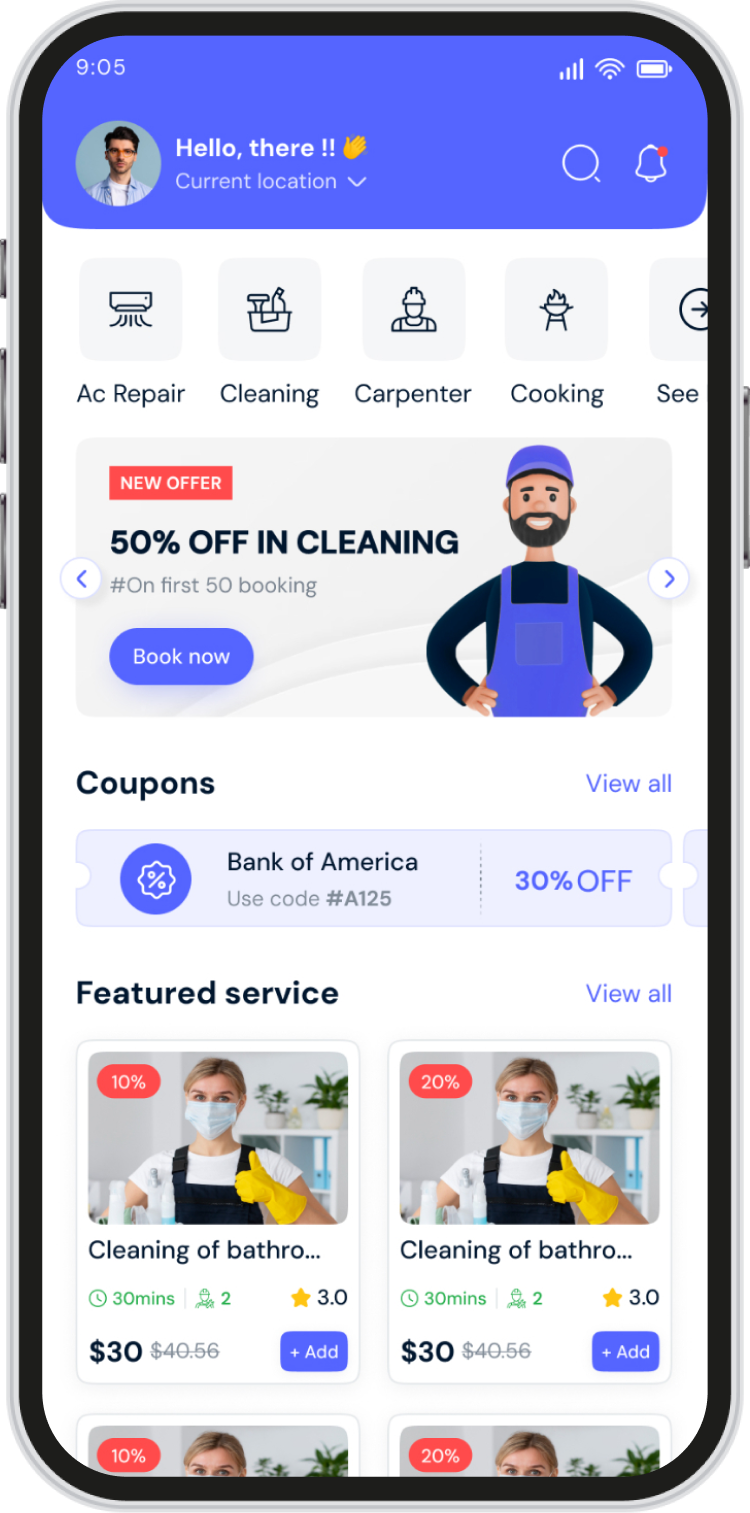 9:05
Hello, there !! 👋
Current location
Ac Repair
Cleaning
Carpenter
Cooking
See
NEW OFFER
50% OFF IN CLEANING
#On first 50 booking
Book now
Coupons
View all
Bank of America
Use code #A125
30% OFF
Featured service
View all
10%
20%
Cleaning of bathro...
Cleaning of bathro...
30mins 2 3.0
30mins 2 3.0
$30 $40.56 + Add
$30 $40.56 + Add
10%
20%